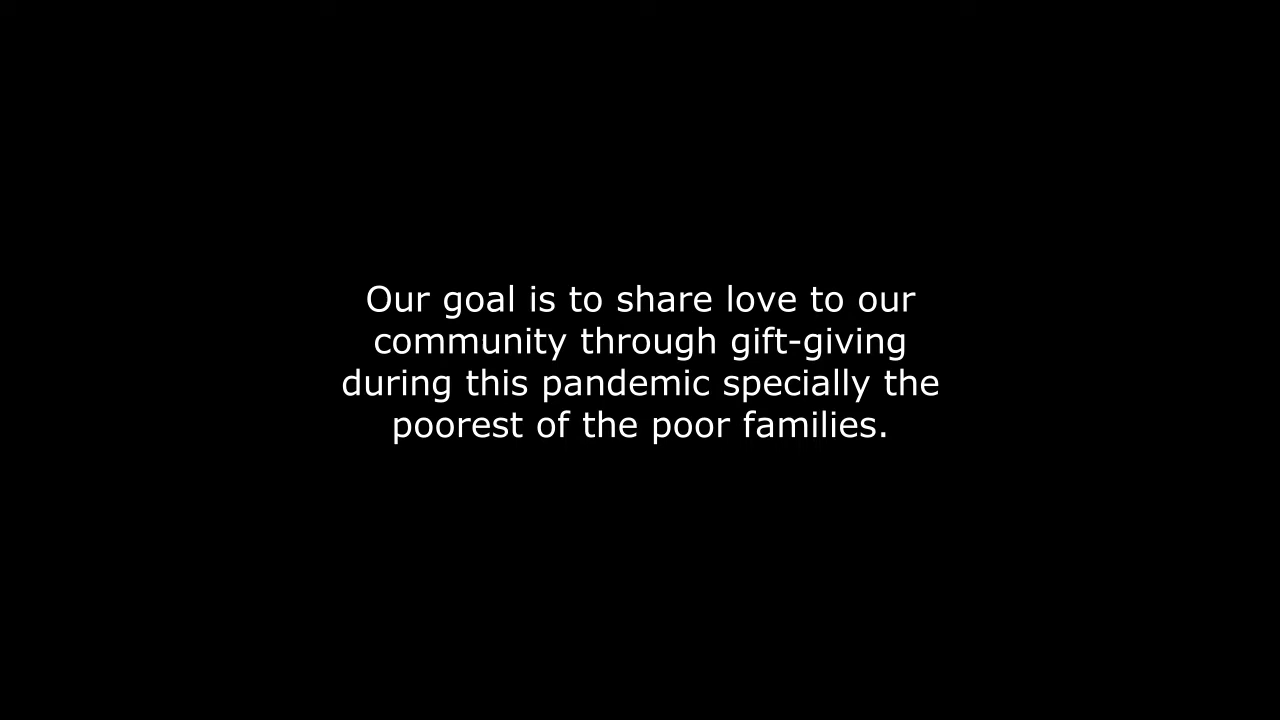 Our goal is to share love to our
community through gift-giving
during this pandemic specially the
poorest of the poor families.